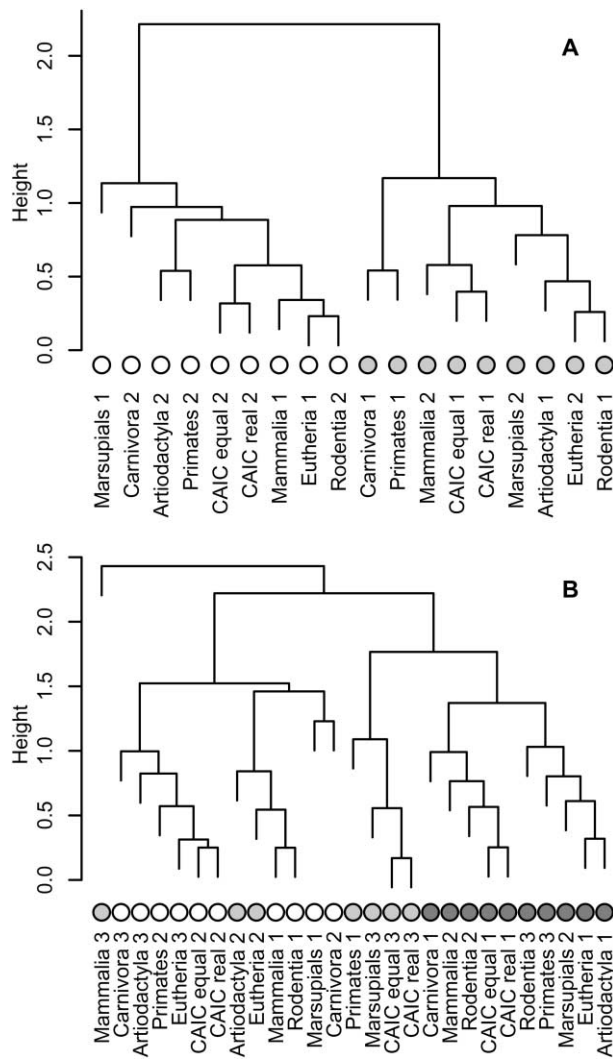 A
Height
2.0
1.5
1.0
0.5
0.0
Marsupials 1
Carnivora 2
Artiodactyla 2
Primates 2
CAIC equal 2
CAIC real 2
Mammalia 1
Eutheria 1
Rodentia 2
Carnivora 1
Primates 1
Mammalia 2
CAIC equal 1
CAIC real 1
Marsupials 2
Artiodactyla 1
Eutheria 2
Rodentia 1
B
Height
2.5
2.0
1.5
1.0
0.5
0.0
Mammalia 3
Carnivora 3
Artiodactyla 3
Primates 2
Eutheria 3
CAIC equal 2
CAIC real 2
Artiodactyla 2
Eutheria 2
Mammalia 1
Rodentia 1
Marsupials 1
Carnivora 2
Primates 1
Marsupials 3
CAIC equal 3
CAIC real 3
Carnivora 1
Mammalia 2
Rodentia 2
CAIC equal 1
CAIC real 1
Rodentia 3
Primates 3
Marsupials 2
Eutheria 1
Artiodactyla 1